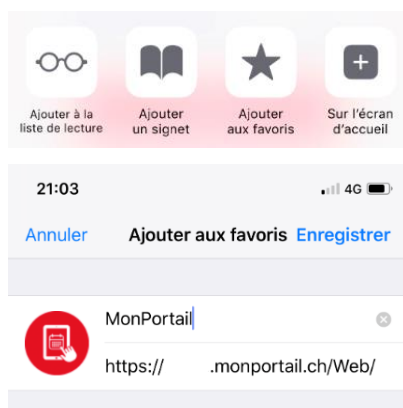 Ajouter à la
liste de lecture
Ajouter
un signet
Ajouter
aux favoris
Sur l'écran
d'accueil
21:03
4G
Annuler Ajouter aux favoris Enregistrer
MonPortail
https:// .monportail.ch/Web/